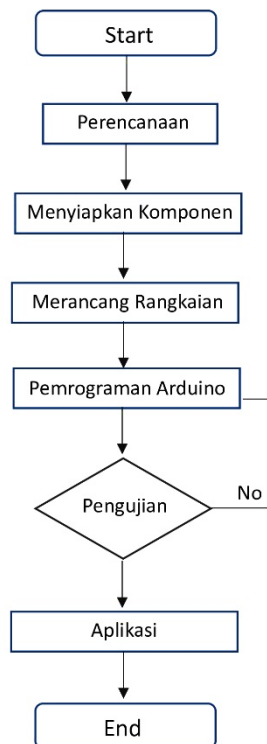 Start
Perencanaan
Menyiapkan Komponen
Merancang Rangkaian
Pemrograman Arduino
Pengujian
No
Aplikasi
End